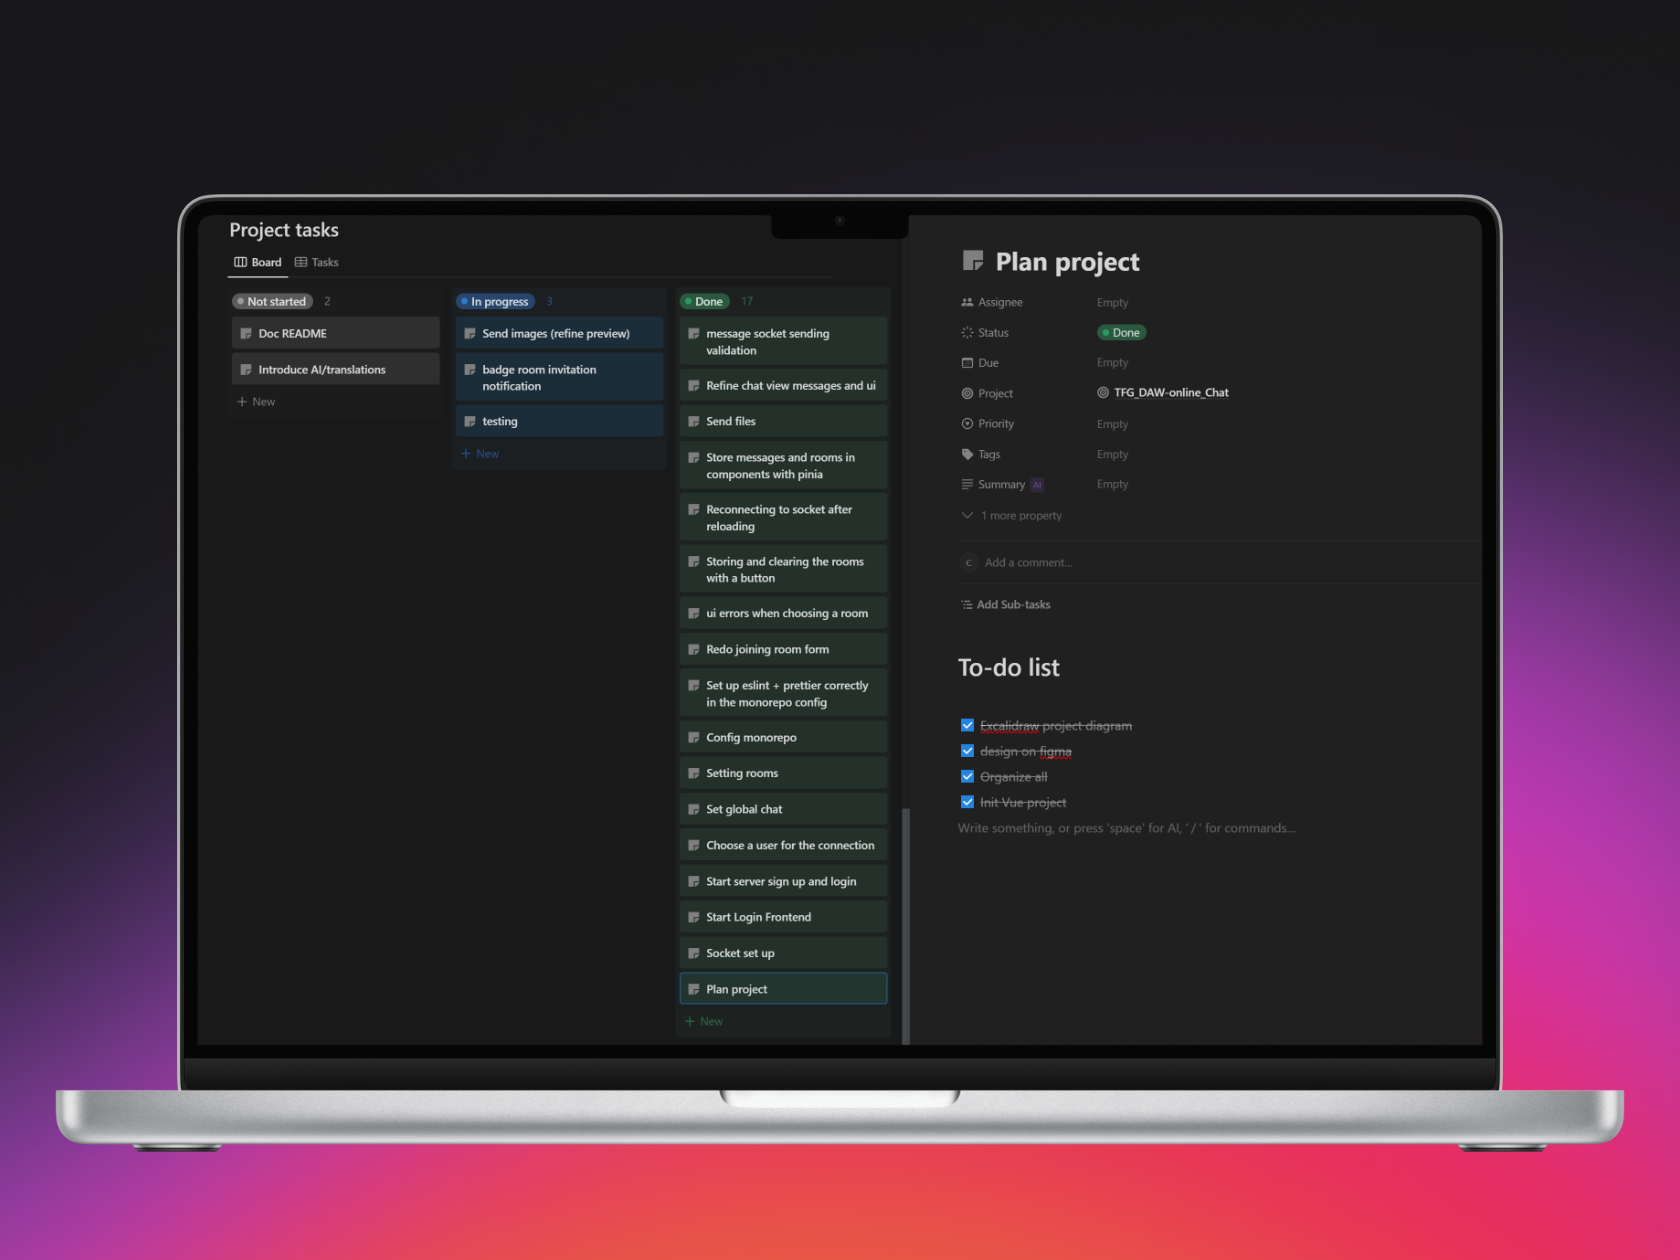 Project tasks
Board Tasks
Not started 2
Doc README
Introduce AI/translations
+ New
In progress 3
Send images (refine preview)
badge room invitation
notification
testing
+ New
Done 17
message socket sending
validation
Refine chat view messages and ui
Send files
Store messages and rooms in
components with pinia
Reconnecting to socket after
reloading
Storing and clearing the rooms
with a button
ui errors when choosing a room
Redo joining room form
Set up eslint + prettier correctly
in the monorepo config
Config monorepo
Setting rooms
Set global chat
Choose a user for the connection
Start server sign up and login
Start Login Frontend
Socket set up
Plan project
+ New
Plan project
Assignee Empty
Status Done
Due Empty
Project TFG_DAW-online_Chat
Priority Empty
Tags Empty
Summary AI Empty
1 more property
C Add a comment...
Add Sub-tasks
To-do list
Excalidraw project diagram
design on figma
Organize all
Init Vue project
Write something, or press 'space' for AI, '/' for commands...